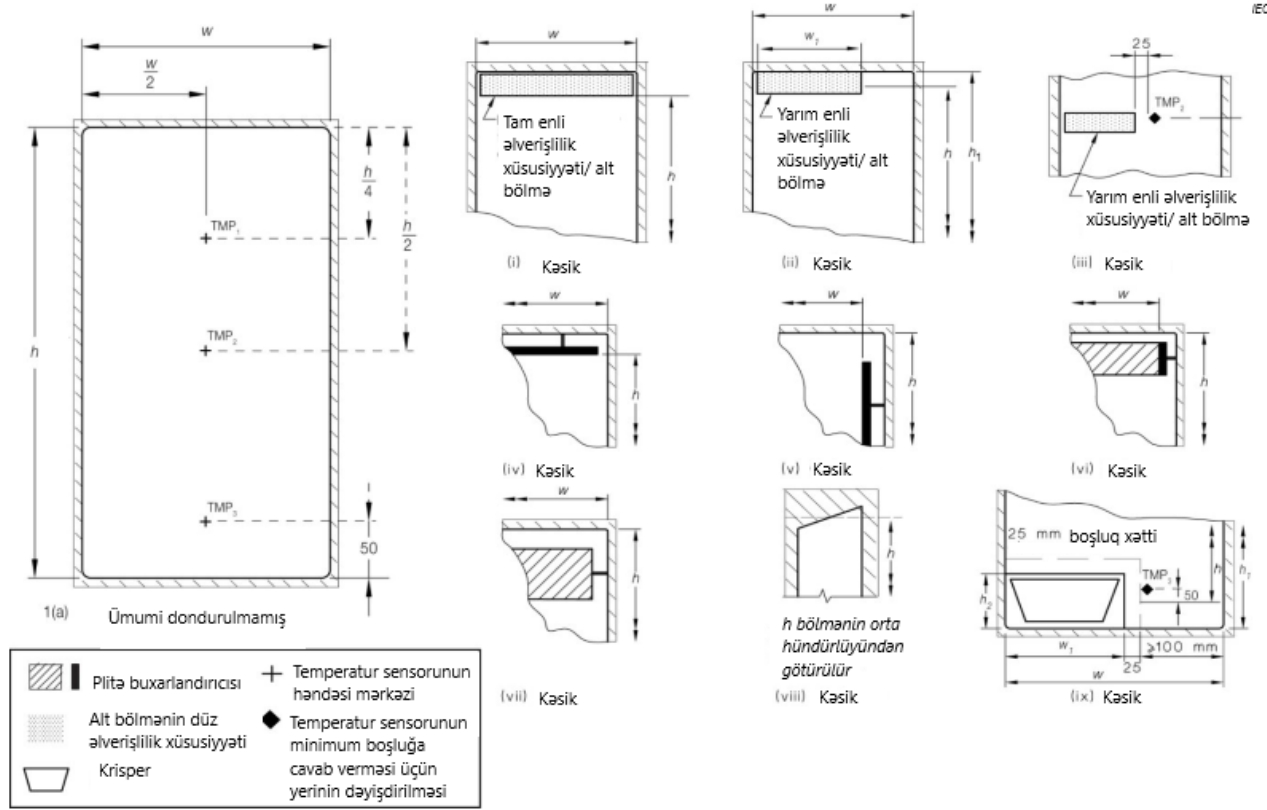 IEC
w
w
2
h
4
h
2
h
TMP₁
TMP₂
TMP₃
50
1(a) Ümumi dondurulmamış
w
Tam enli
əlverişlilik
xüsusiyyəti/ alt
bölmə
h
(i) Kəsik
w
w₁
Yarım enli
əlverişlilik
xüsusiyyəti/ alt
bölmə
h
h₁
(ii) Kəsik
25
TMP₂
Yarım enli əlverişlilik
xüsusiyyəti/ alt bölmə
(iii) Kəsik
w
h
(iv) Kəsik
w
h
(v) Kəsik
w
h
(vi) Kəsik
w
h
(vii) Kəsik
h
h bölmənin orta
hündürlüyündən
götürülür
(viii) Kəsik
25 mm boşluq xətti
TMP₃
50
h
h₁
h₂
w₁
25
⩾100 mm
w
(ix) Kəsik
Plitə buxarlandırıcısı
Alt bölmənin düz
əlverişlilik xüsusiyyəti
Krisper
Temperatur sensorunun
həndəsi mərkəzi
Temperatur sensorunun
minimum boşluğa
cavab verməsi üçün
yerinin dəyişdirilməsi